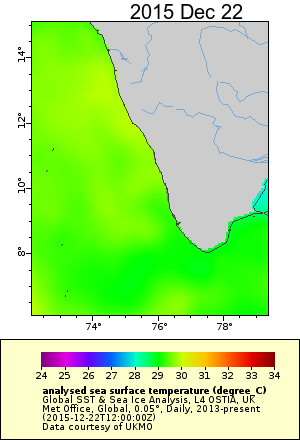 2015 Dec 22
14°
12°
10°
8°
74° 76° 78°
24 25 26 27 28 29 30 31 32 33 34
analysed sea surface temperature (degree_C)
Global SST & Sea Ice Analysis, L4 OSTIA, UK
Met Office, Global, 0.05°, Daily, 2013-present
(2015-12-22T12:00:00Z)
Data courtesy of UKMO